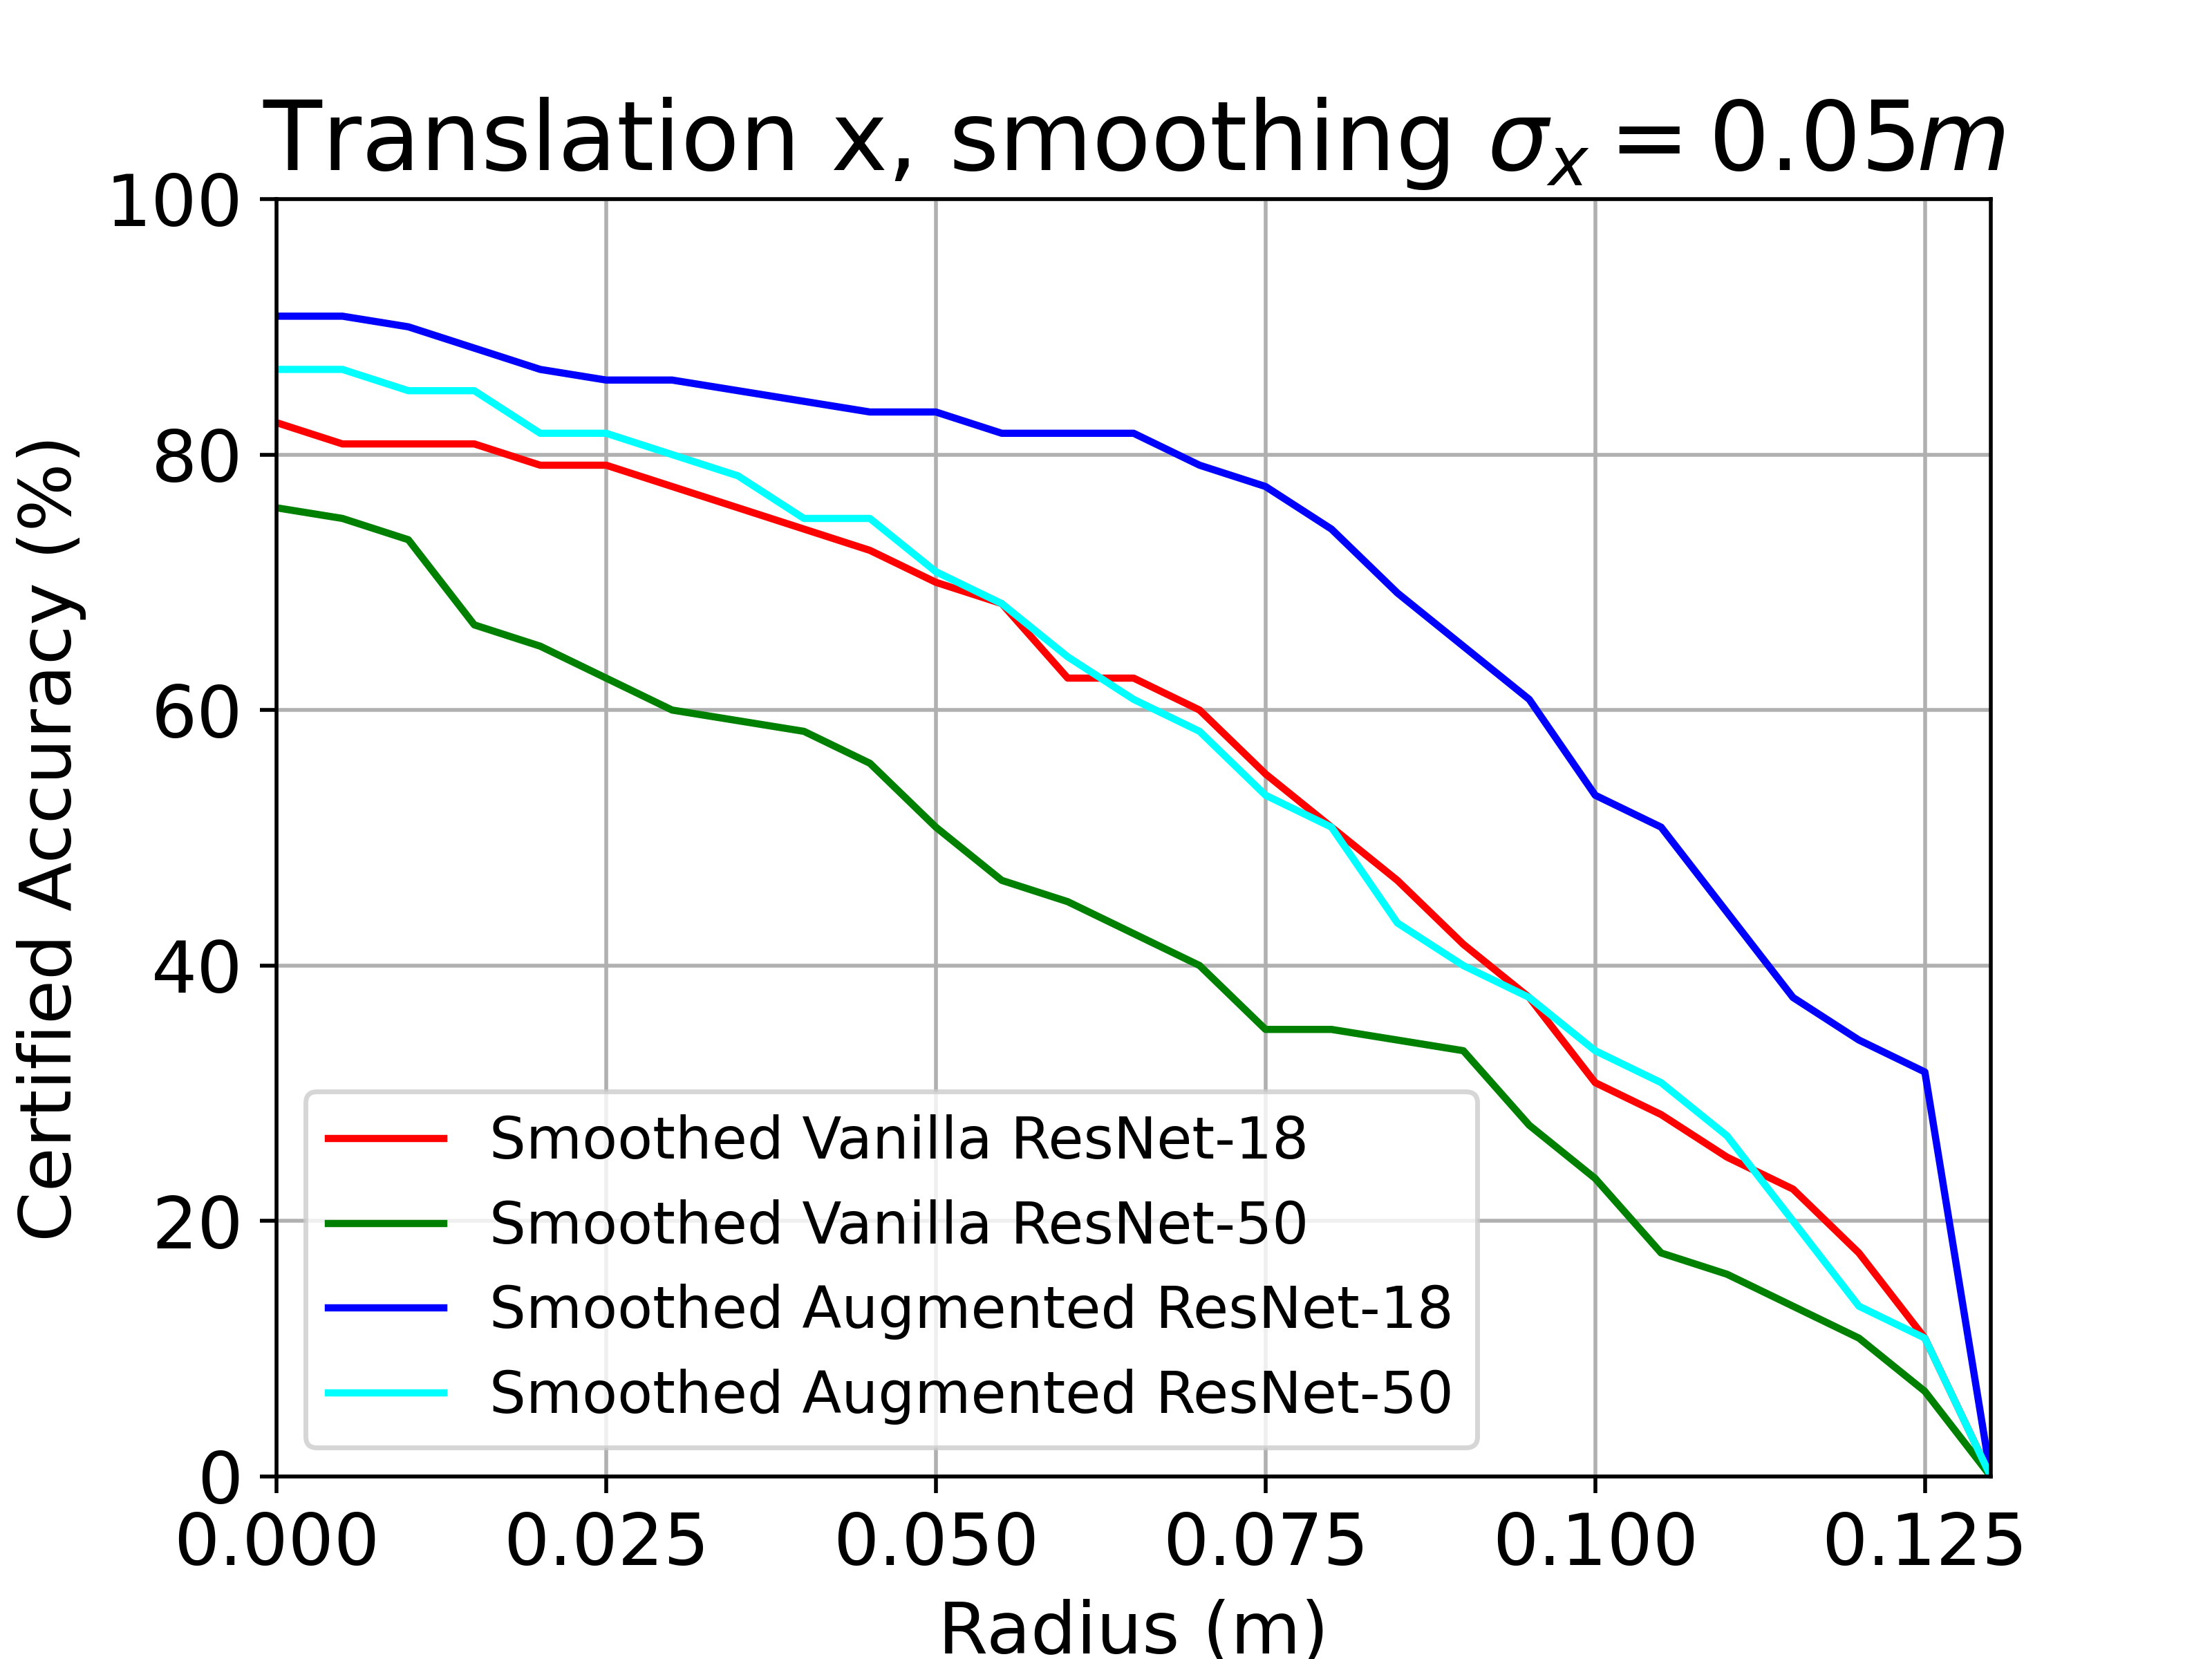 Translation x, smoothing σₓ = 0.05m
Certified Accuracy (%)
100
80
60
40
20
0
Smoothed Vanilla ResNet-18
Smoothed Vanilla ResNet-50
Smoothed Augmented ResNet-18
Smoothed Augmented ResNet-50
0.000 0.025 0.050 0.075 0.100 0.125
Radius (m)